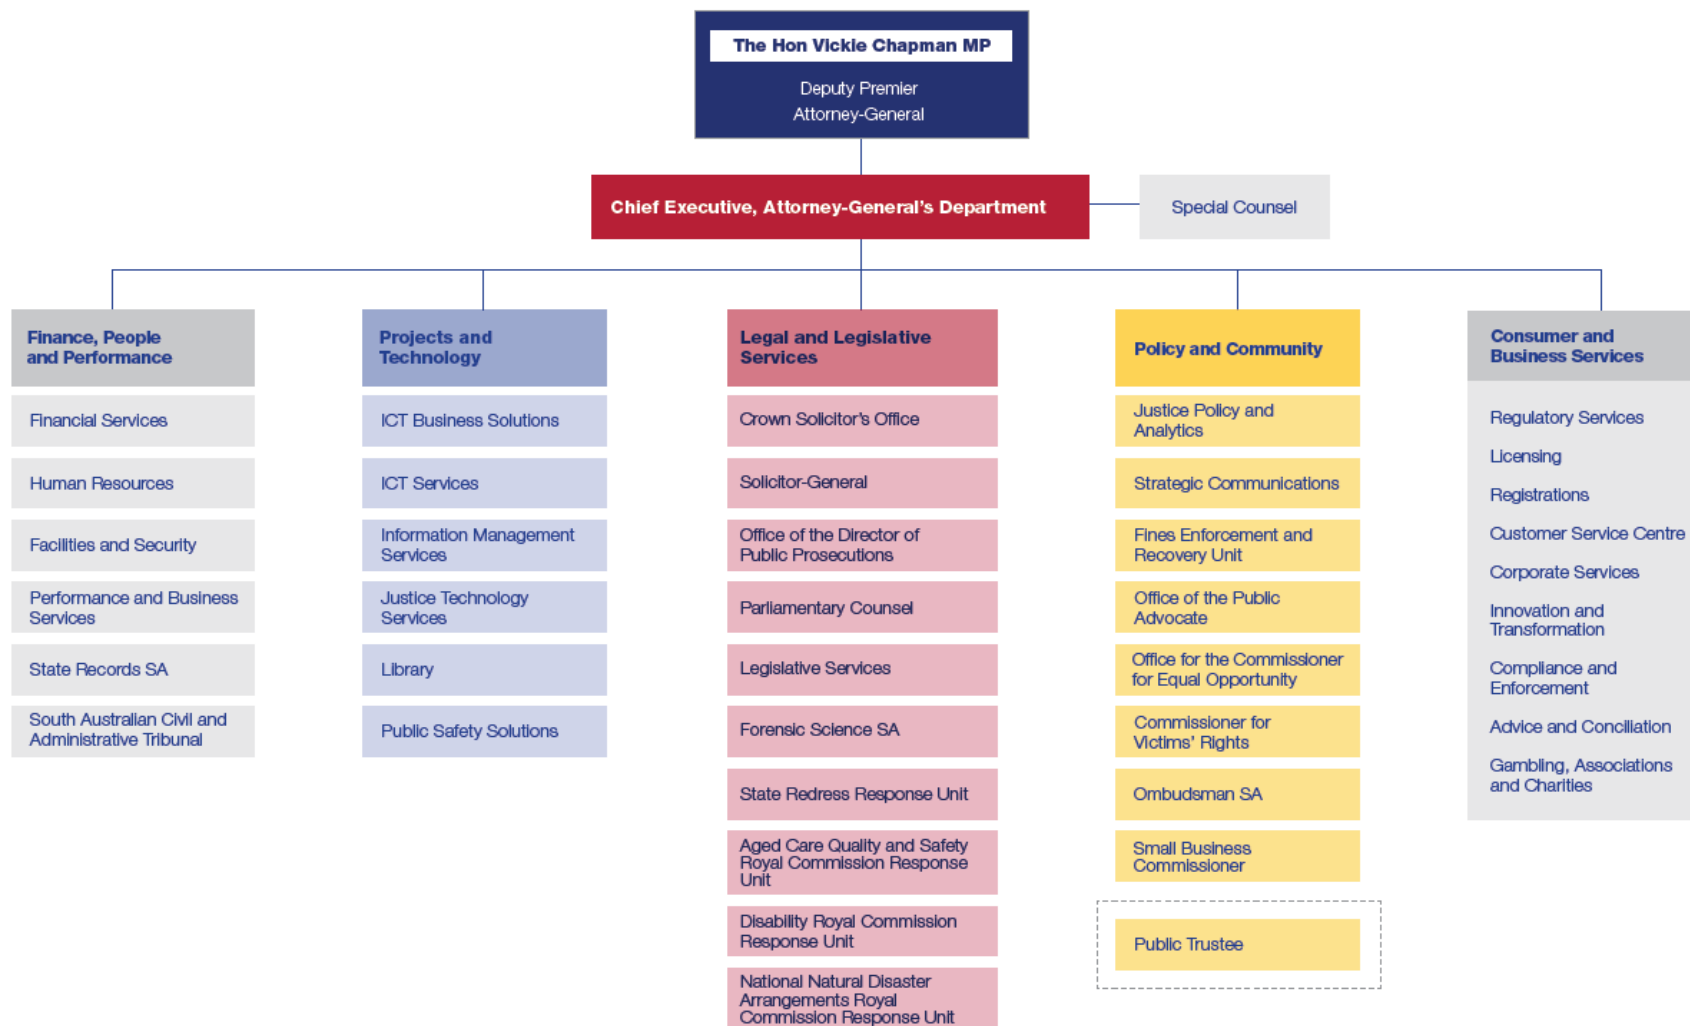 The Hon Vickie Chapman MP
Deputy Premier
Attorney-General
Chief Executive, Attorney-General's Department
Special Counsel
Finance, People
and Performance
Financial Services
Human Resources
Facilities and Security
Performance and Business
Services
State Records SA
South Australian Civil and
Administrative Tribunal
Projects and
Technology
ICT Business Solutions
ICT Services
Information Management
Services
Justice Technology
Services
Library
Public Safety Solutions
Legal and Legislative
Services
Crown Solicitor's Office
Solicitor-General
Office of the Director of
Public Prosecutions
Parliamentary Counsel
Legislative Services
Forensic Science SA
State Redress Response Unit
Aged Care Quality and Safety
Royal Commission Response
Unit
Disability Royal Commission
Response Unit
National Natural Disaster
Arrangements Royal
Commission Response Unit
Policy and Community
Justice Policy and
Analytics
Strategic Communications
Fines Enforcement and
Recovery Unit
Office of the Public
Advocate
Office for the Commissioner
for Equal Opportunity
Commissioner for
Victims' Rights
Ombudsman SA
Small Business
Commissioner
Public Trustee
Consumer and
Business Services
Regulatory Services
Licensing
Registrations
Customer Service Centre
Corporate Services
Innovation and
Transformation
Compliance and
Enforcement
Advice and Conciliation
Gambling, Associations
and Charities